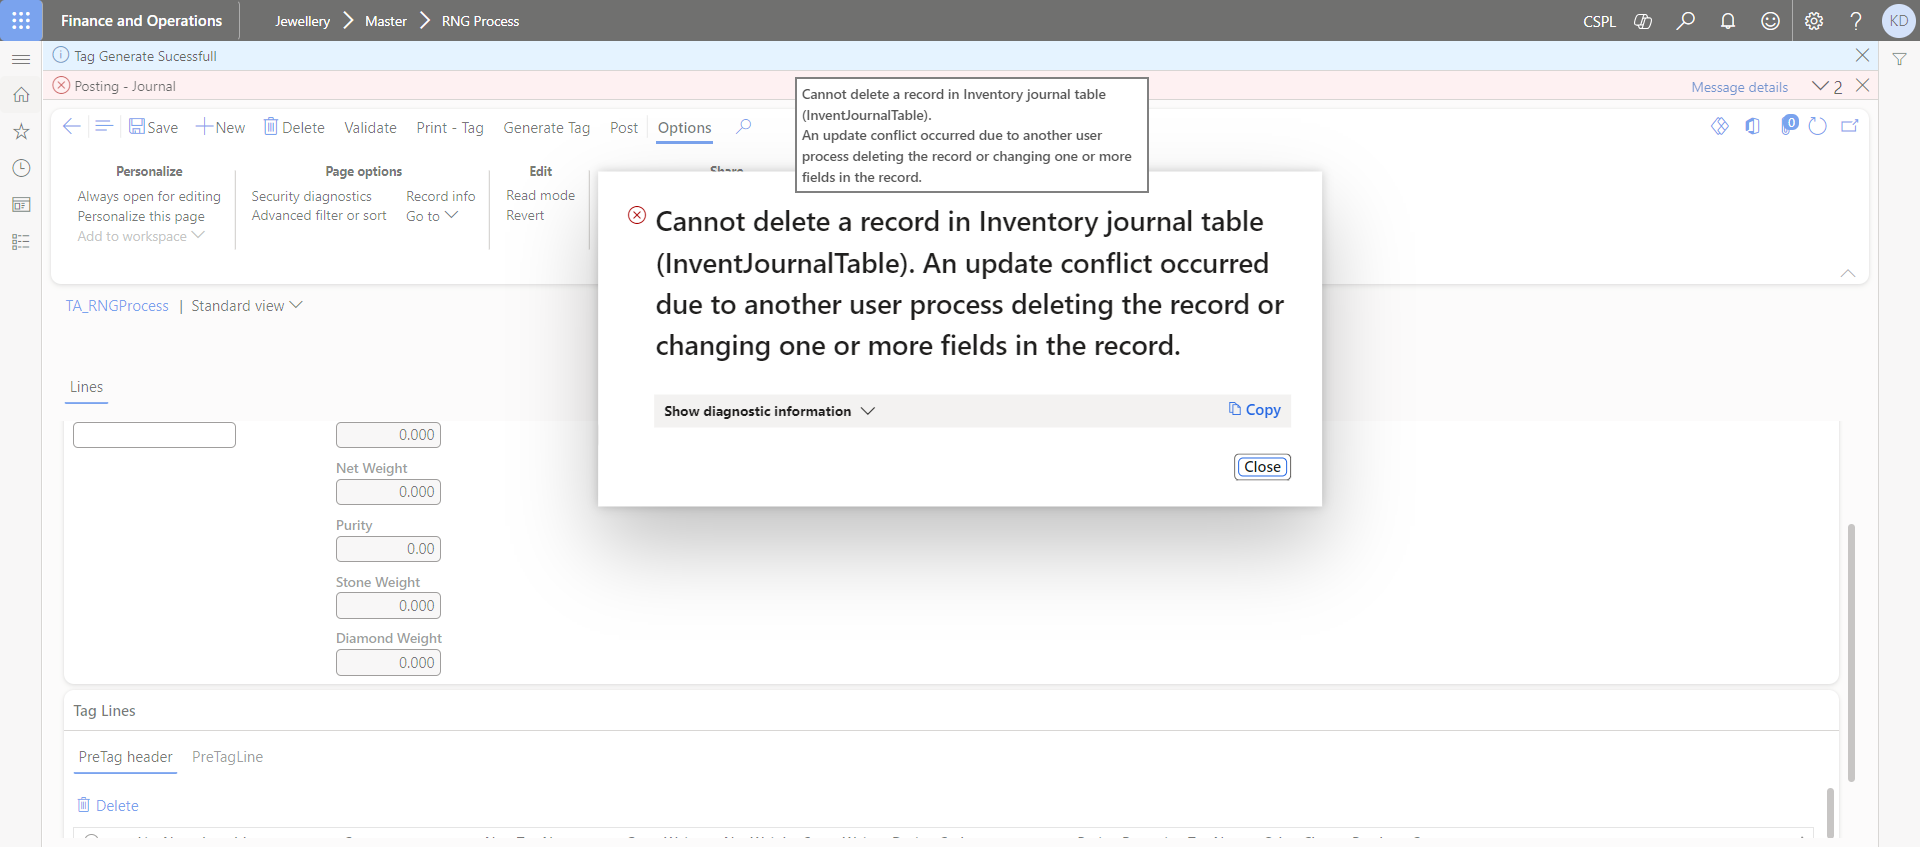 Finance and Operations
Jewellery > Master > RNG Process
CSPL
KD
Tag Generate Sucessfull
Posting - Journal
Message details
2
Cannot delete a record in Inventory journal table
(InventJournalTable).
An update conflict occurred due to another user
process deleting the record or changing one or more
fields in the record.
Save
New
Delete
Validate
Print - Tag
Generate Tag
Post
Options
0
Personalize
Always open for editing
Personalize this page
Add to workspace
Page options
Security diagnostics
Advanced filter or sort
Record info
Go to
Edit
Read mode
Revert
Share
Cannot delete a record in Inventory journal table
(InventJournalTable). An update conflict occurred
due to another user process deleting the record or
changing one or more fields in the record.
Show diagnostic information
Copy
Close
TA_RNGProcess | Standard view
Lines
0.000
Net Weight
0.000
Purity
0.00
Stone Weight
0.000
Diamond Weight
0.000
Tag Lines
PreTag header
PreTagLine
Delete